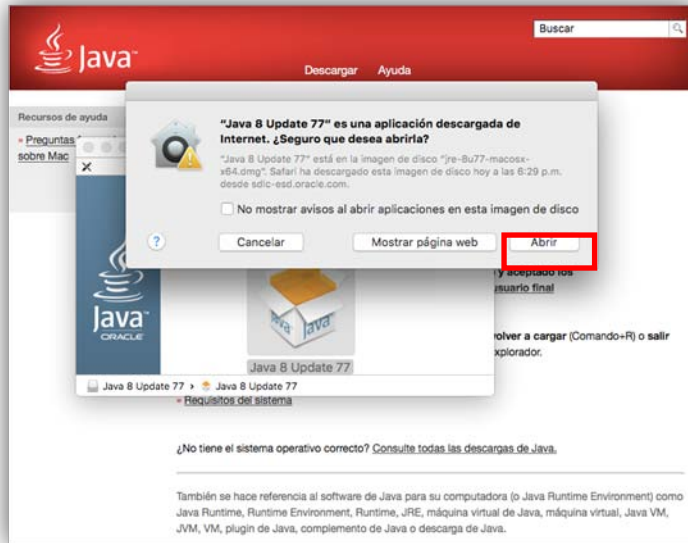 Java™
Buscar
Descargar Ayuda
Recursos de ayuda
Preguntas
sobre Mac
“Java 8 Update 77” es una aplicación descargada de
Internet. ¿Seguro que desea abrirla?
“Java 8 Update 77” está en la imagen de disco “jre-8u77-macosx-
x64.dmg”. Safari ha descargado esta imagen de disco hoy a las 6:29 p.m.
desde sdlc-esd.oracle.com.
No mostrar avisos al abrir aplicaciones en esta imagen de disco
?
Cancelar
Mostrar página web
Abrir
y aceptado los
usuario final
Java™
ORACLE
Java
Java 8 Update 77
volver a cargar (Comando+R) o salir
xplorador.
Java 8 Update 77 › Java 8 Update 77
Requisitos del sistema
¿No tiene el sistema operativo correcto? Consulte todas las descargas de Java.
También se hace referencia al software de Java para su computadora (o Java Runtime Environment) como
Java Runtime, Runtime Environment, Runtime, JRE, máquina virtual de Java, máquina virtual, Java VM,
JVM, VM, plugin de Java, complemento de Java o descarga de Java.